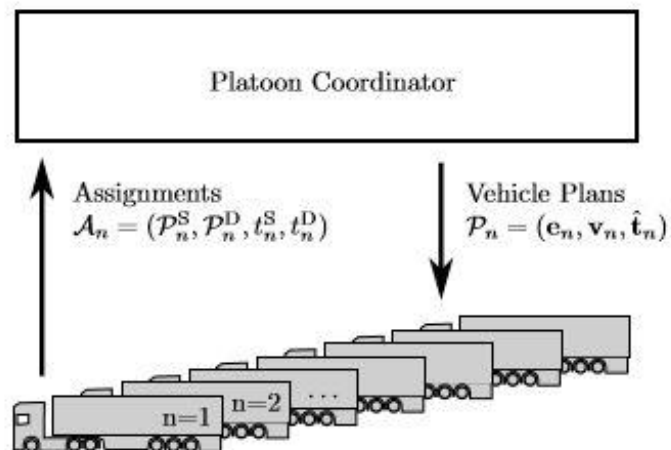 Platoon Coordinator
Assignments
𝒜ₙ = (𝒫ₙˢ, 𝒫ₙᴰ, tₙˢ, tₙᴰ)
Vehicle Plans
𝒫ₙ = (𝐞ₙ, 𝐯ₙ, 𝐭̂ₙ)
n=1 n=2 ...